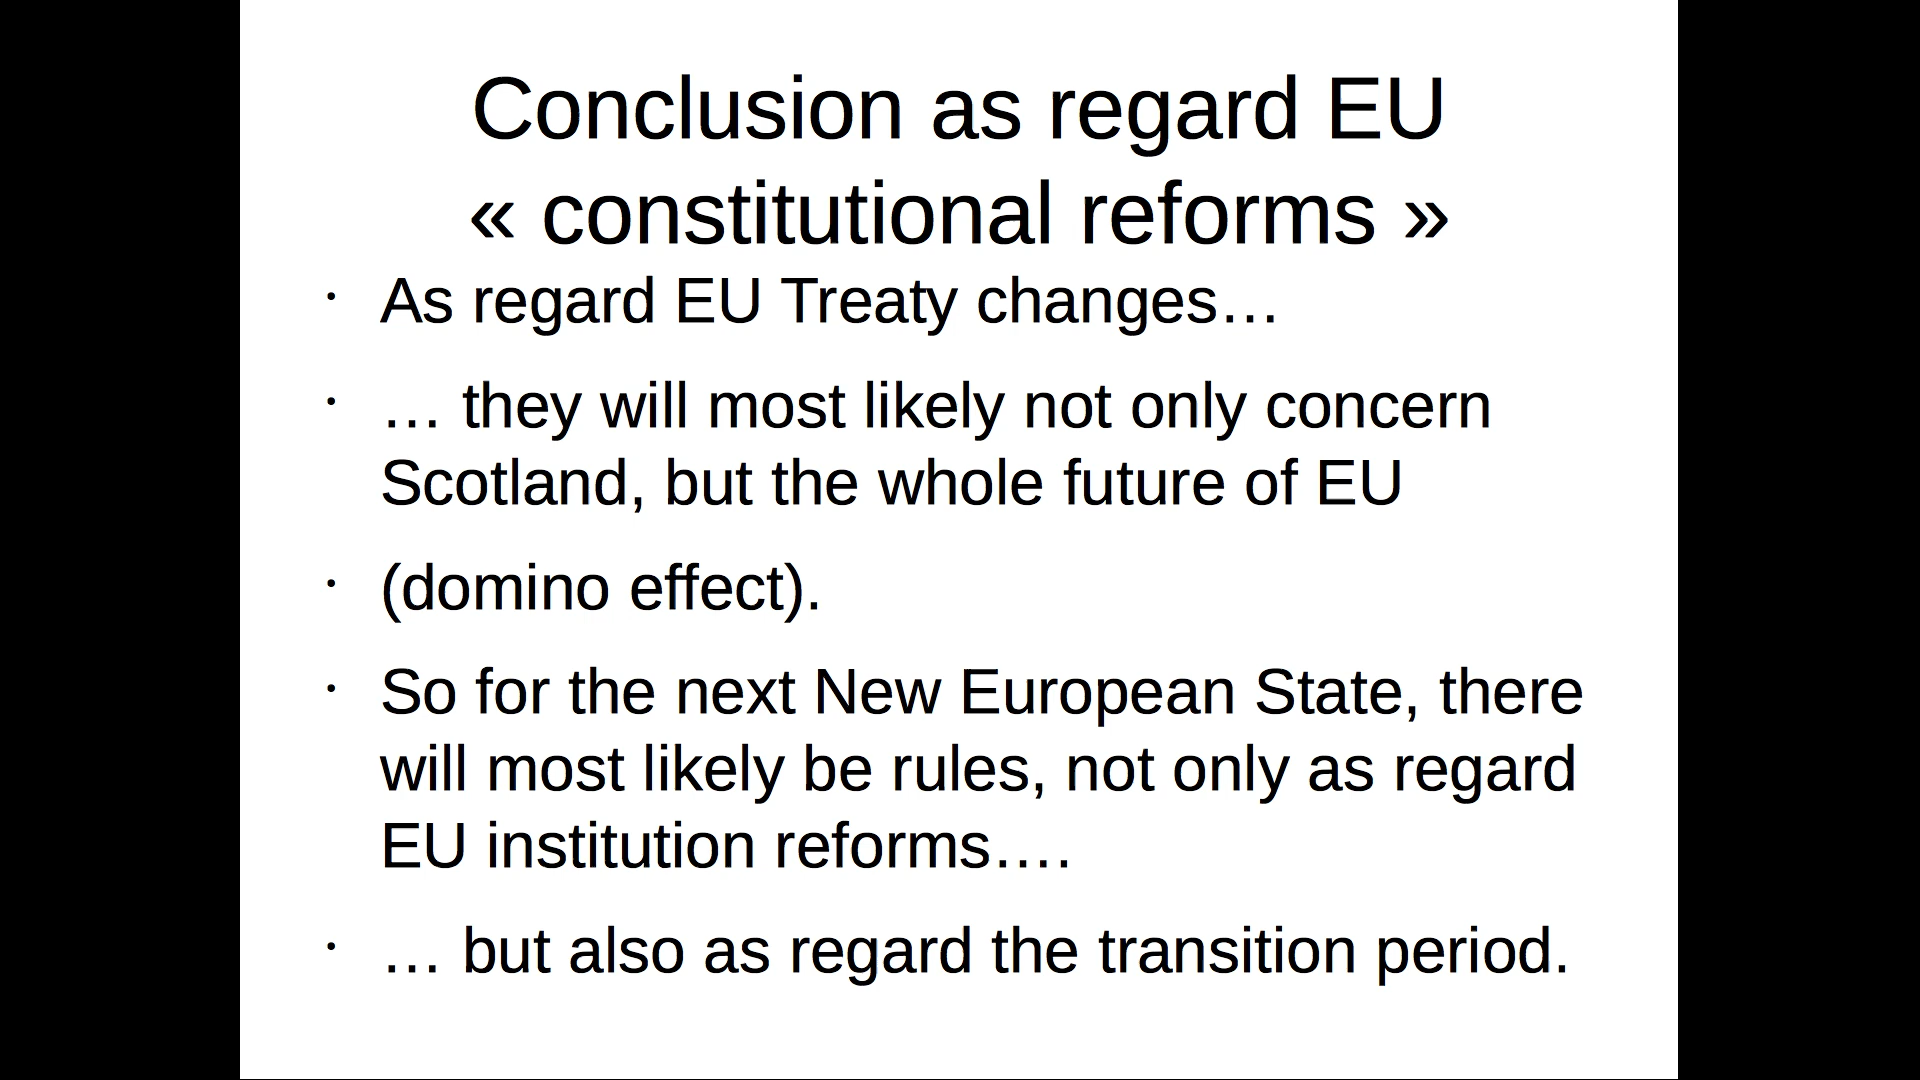 Conclusion as regard EU
« constitutional reforms »
• As regard EU Treaty changes…
• … they will most likely not only concern
Scotland, but the whole future of EU
• (domino effect).
• So for the next New European State, there
will most likely be rules, not only as regard
EU institution reforms….
• … but also as regard the transition period.